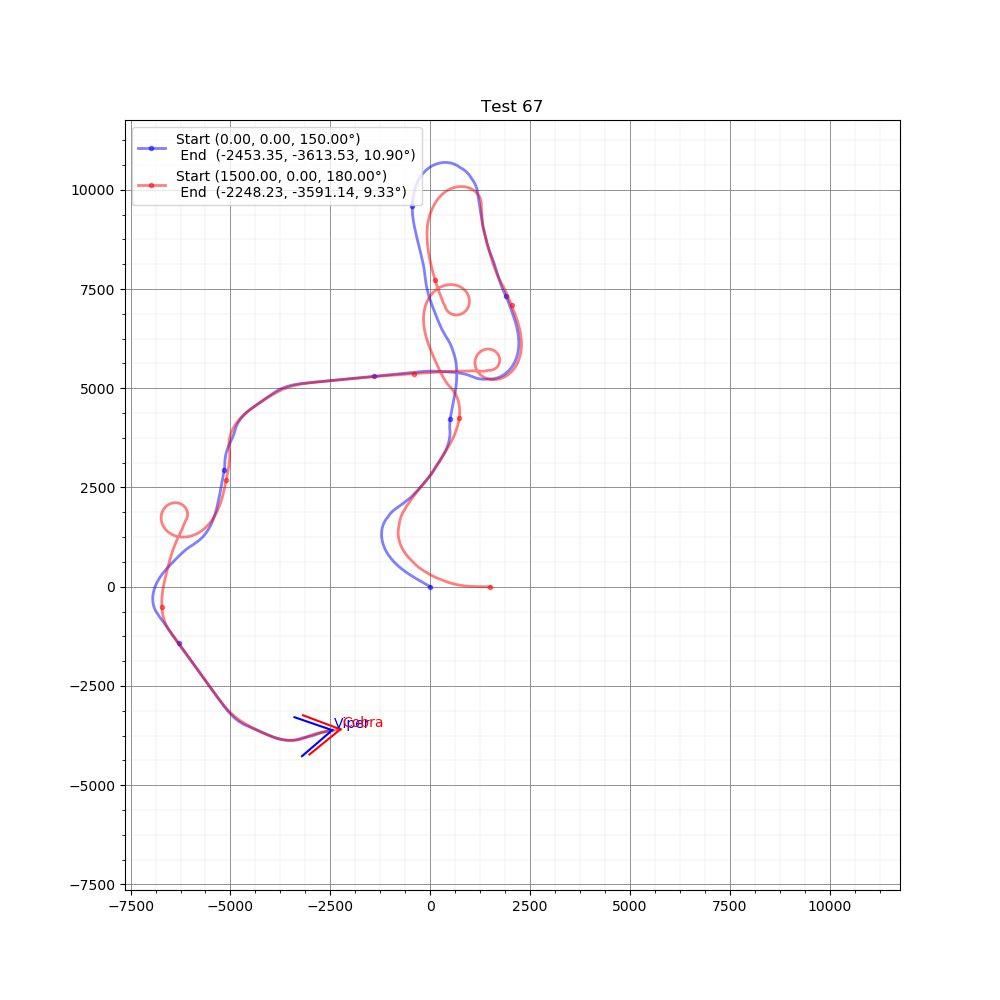 Test 67
Start (0.00, 0.00, 150.00°)
End (-2453.35, -3613.53, 10.90°)
Start (1500.00, 0.00, 180.00°)
End (-2248.23, -3591.14, 9.33°)
10000
7500
5000
2500
0
−2500
−5000
−7500
Viper
Cobra
−7500
−5000
−2500
0
2500
5000
7500
10000